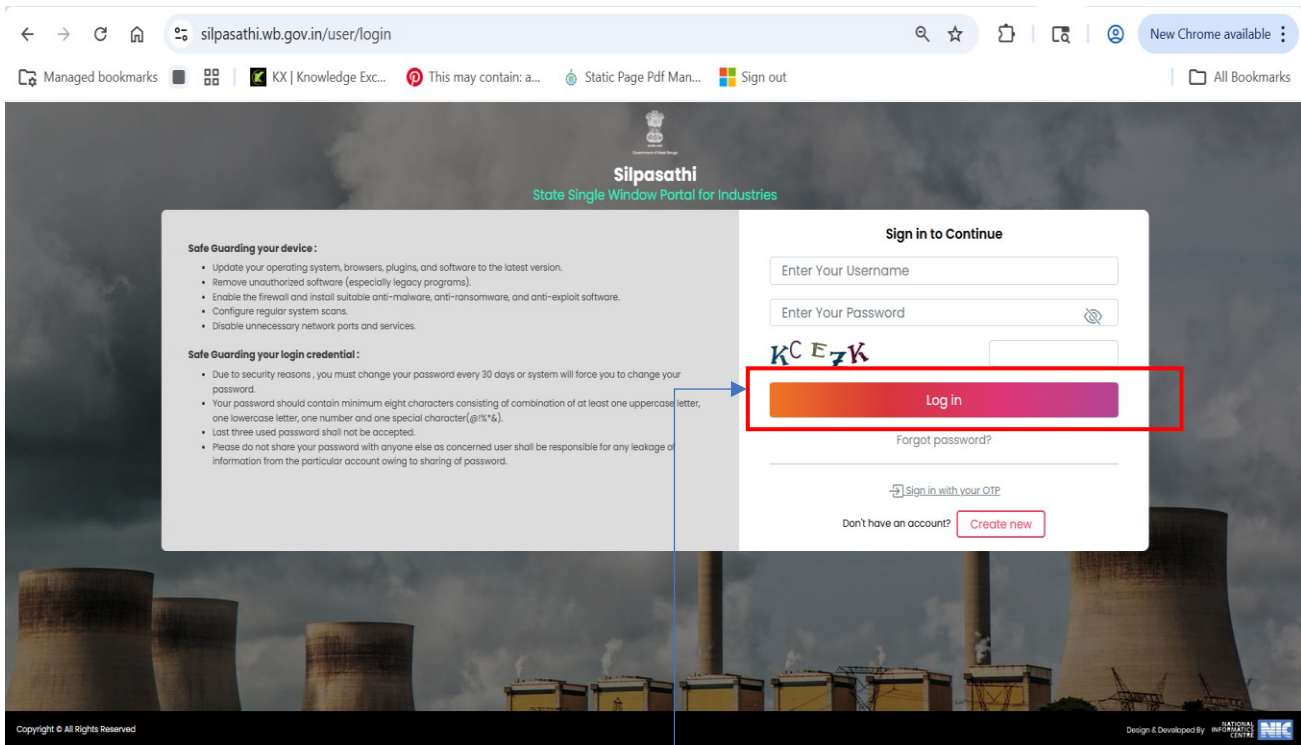 silpasathi.wb.gov.in/user/login
New Chrome available
Managed bookmarks
KX | Knowledge Exc...
This may contain: a...
Static Page Pdf Man...
Sign out
All Bookmarks
Silpasathi
State Single Window Portal for Industries
Safe Guarding your device :
• Update your operating system, browsers, plugins, and software to the latest version.
• Remove unauthorized software (especially legacy programs).
• Enable the firewall and install suitable anti-malware, anti-ransomware, and anti-exploit software.
• Configure regular system scans.
• Disable unnecessary network ports and services.
Safe Guarding your login credential :
• Due to security reasons , you must change your password every 30 days or system will force you to change your
password.
• Your password should contain minimum eight characters consisting of combination of at least one uppercase letter,
one lowercase letter, one number and one special character(@!%*&).
• Last three used password shall not be accepted.
• Please do not share your password with anyone else as concerned user shall be responsible for any leakage of
information from the particular account owing to sharing of password.
Sign in to Continue
Enter Your Username
Enter Your Password
KCE7K
Log in
Forgot password?
Sign in with your OTP
Don't have an account?
Create new
Copyright © All Rights Reserved
Design & Developed By
NATIONAL
INFORMATICS
CENTRE
NIC